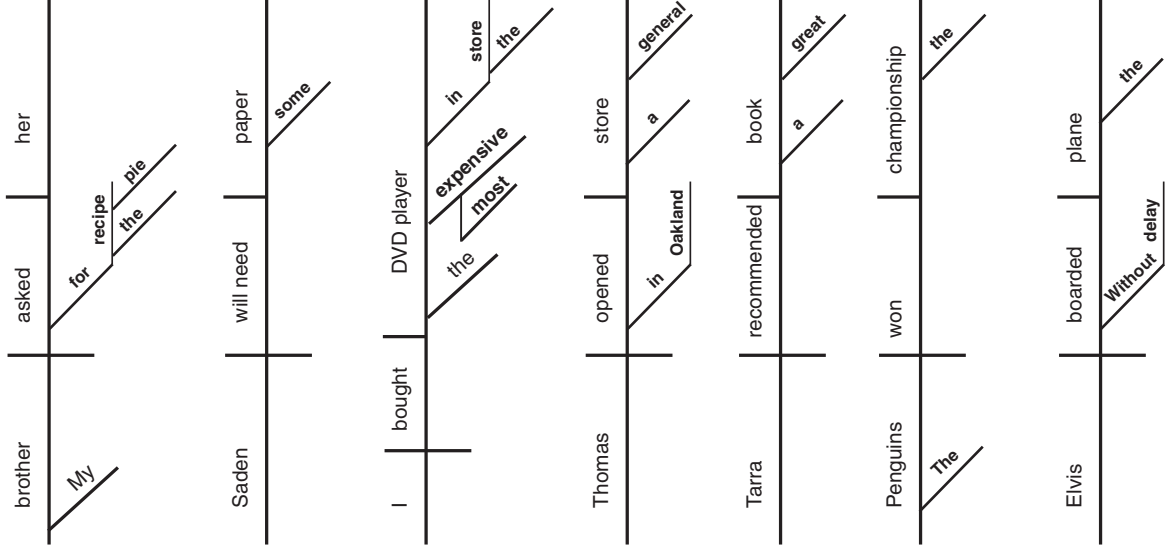 brother asked her
My for recipe the pie
Saden will need paper
some
I bought DVD player
the most expensive in store the
Thomas opened store
in Oakland a general
Tarra recommended book
a great
Penguins won championship
The the
Elvis boarded plane
Without delay the